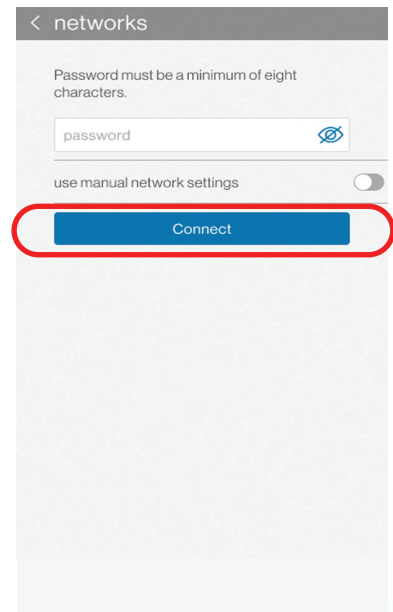 networks
Password must be a minimum of eight
characters.
password
use manual network settings
Connect